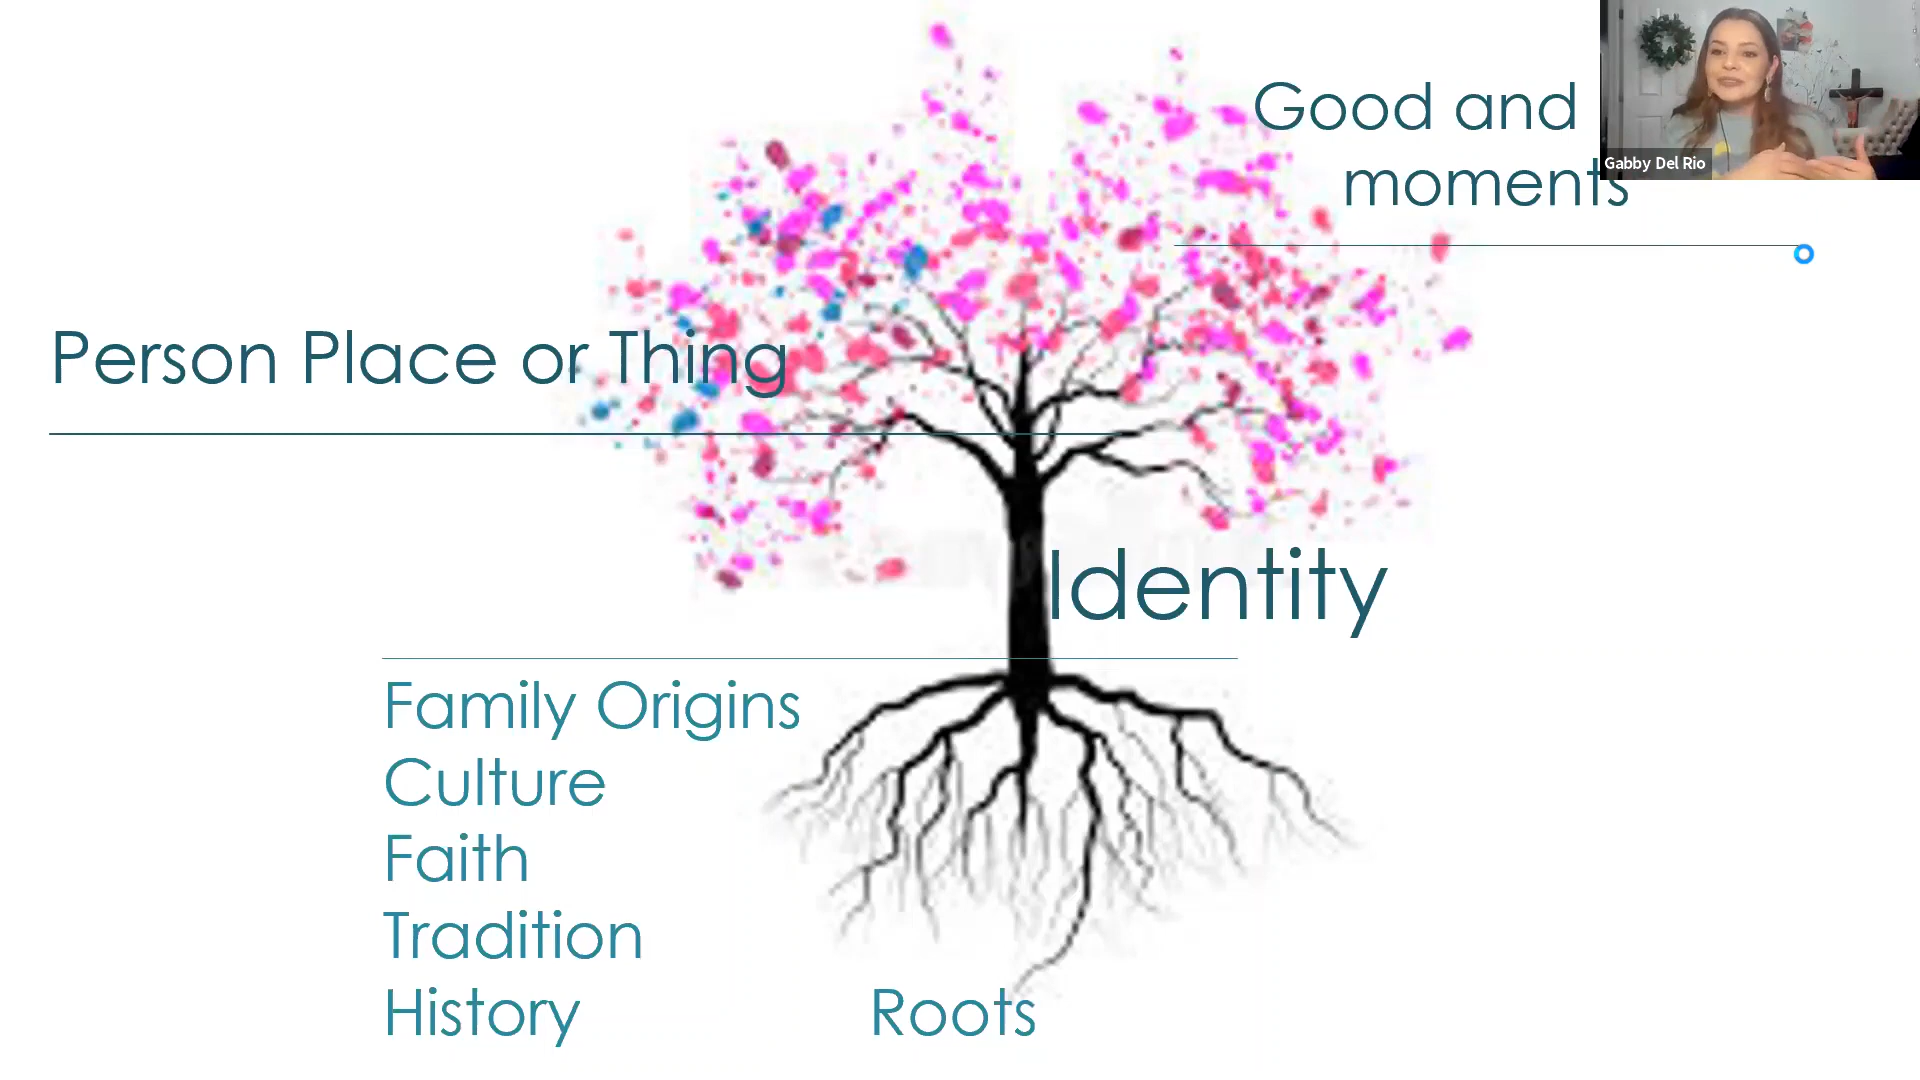 Good and
moments
Gabby Del Rio
Person Place or Thing
Identity
Family Origins
Culture
Faith
Tradition
History
Roots